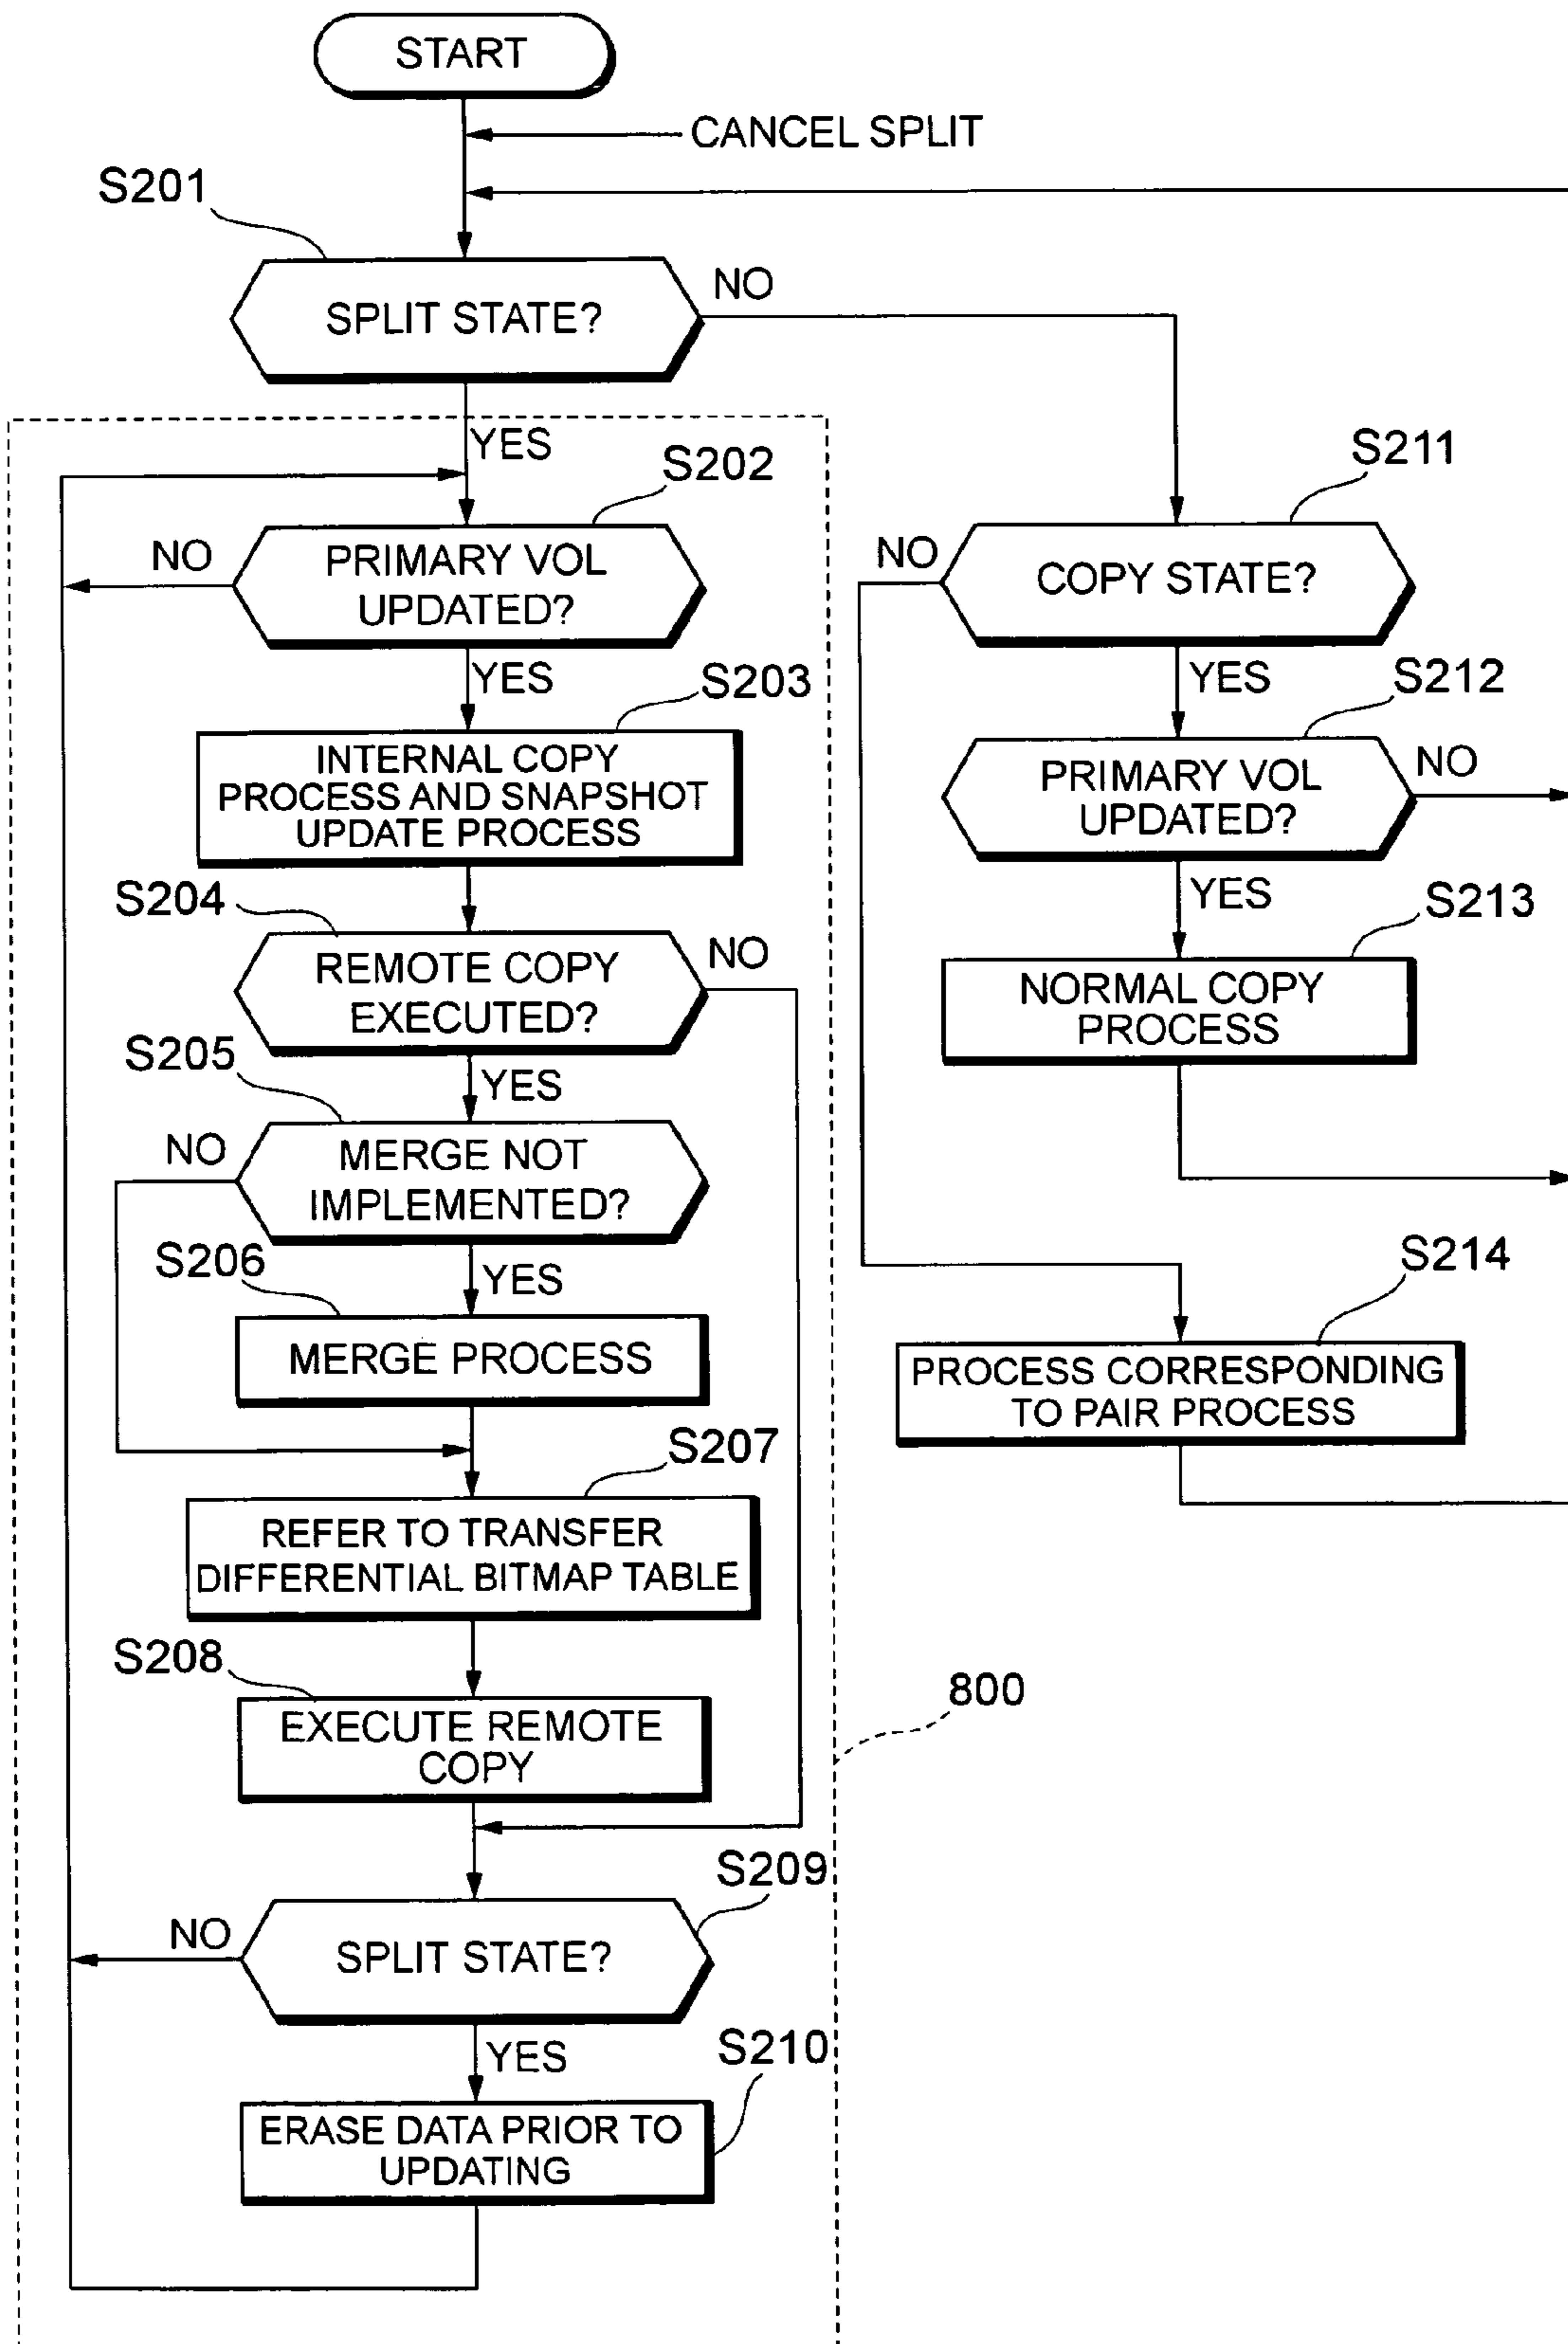 START
CANCEL SPLIT
S201
SPLIT STATE?
NO
YES
S202
PRIMARY VOL
UPDATED?
NO
YES
S203
INTERNAL COPY
PROCESS AND SNAPSHOT
UPDATE PROCESS
S204
REMOTE COPY
EXECUTED?
NO
YES
S205
MERGE NOT
IMPLEMENTED?
NO
YES
S206
MERGE PROCESS
S207
REFER TO TRANSFER
DIFFERENTIAL BITMAP TABLE
S208
EXECUTE REMOTE
COPY
800
S209
SPLIT STATE?
NO
YES
S210
ERASE DATA PRIOR TO
UPDATING
S211
COPY STATE?
NO
YES
S212
PRIMARY VOL
UPDATED?
NO
YES
S213
NORMAL COPY
PROCESS
S214
PROCESS CORRESPONDING
TO PAIR PROCESS